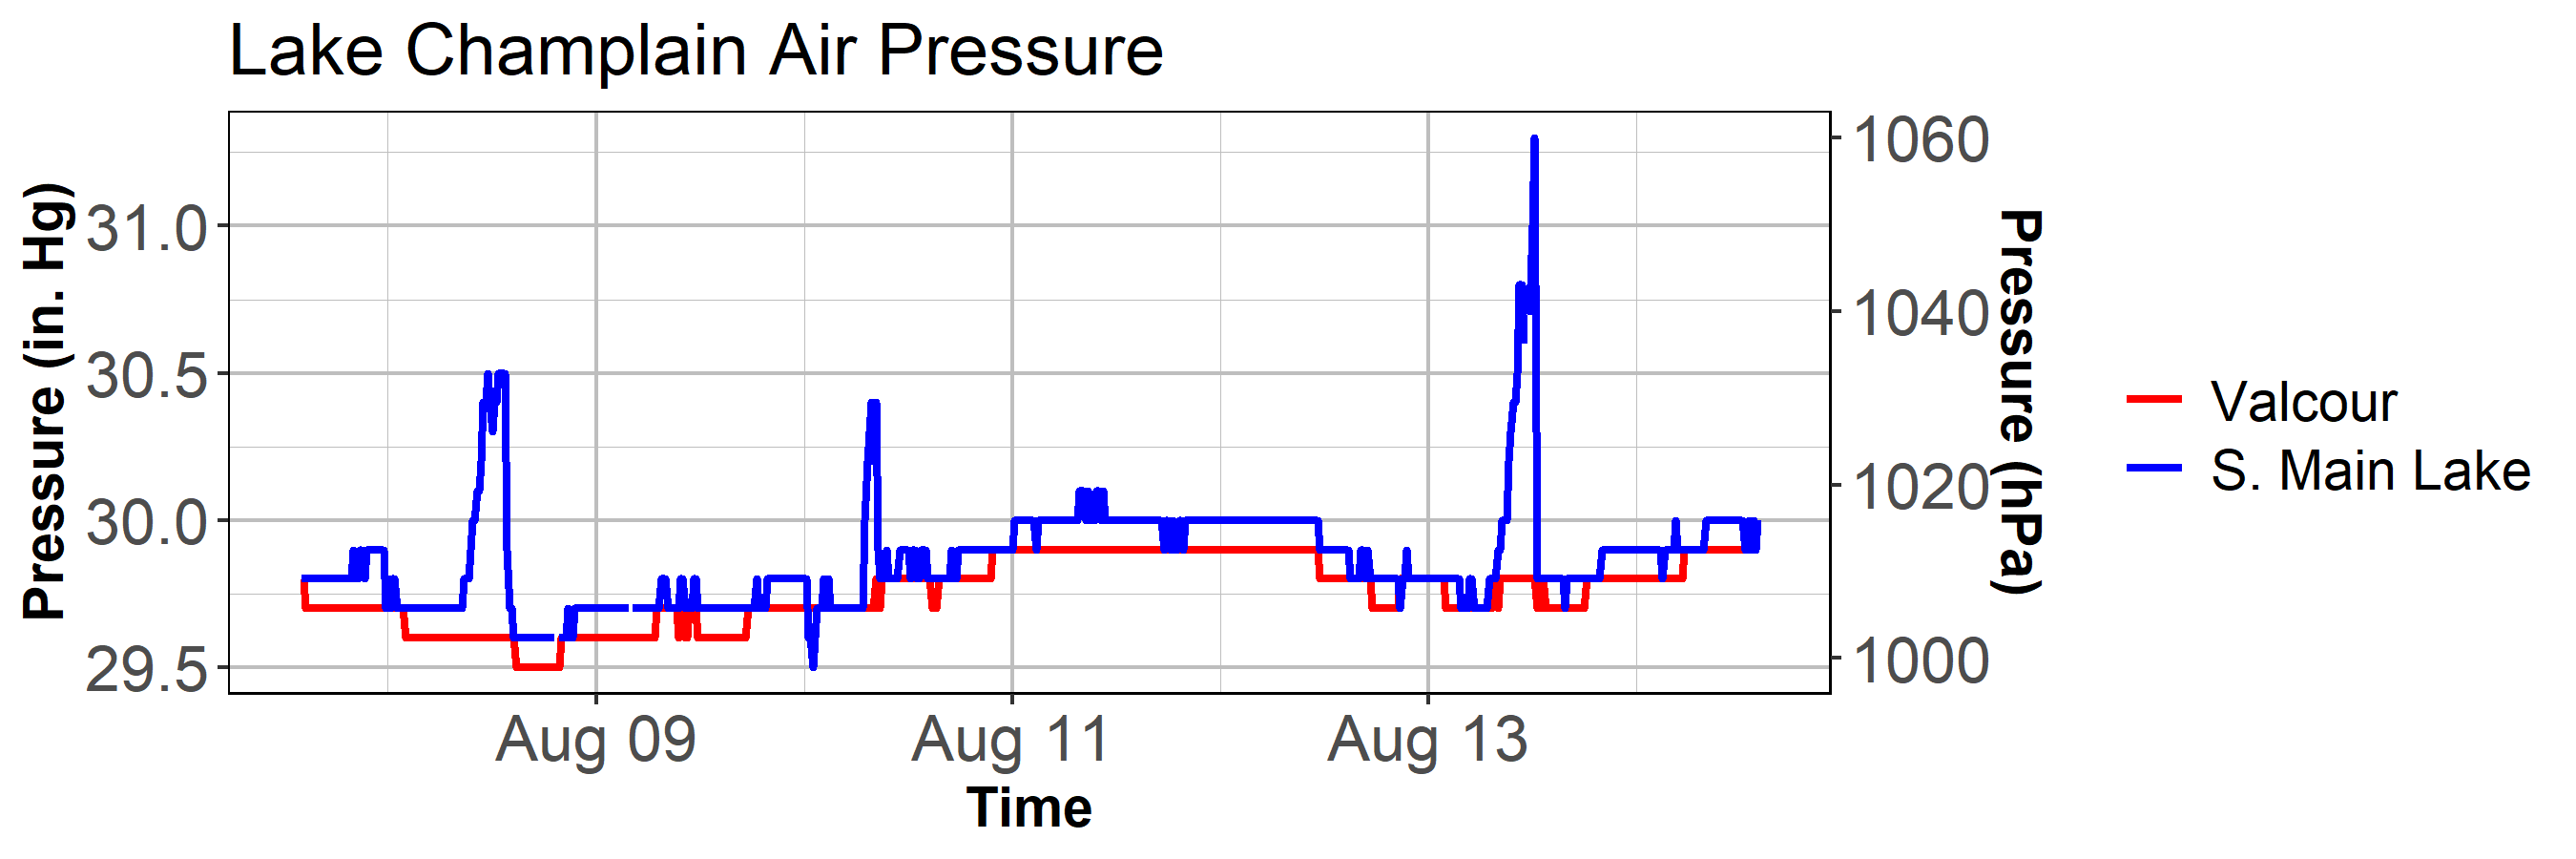 Lake Champlain Air Pressure
Pressure (in. Hg)
31.0
30.5
30.0
29.5
1060
1040
1020
1000
Pressure (hPa)
Aug 09
Aug 11
Aug 13
Time
Valcour
S. Main Lake